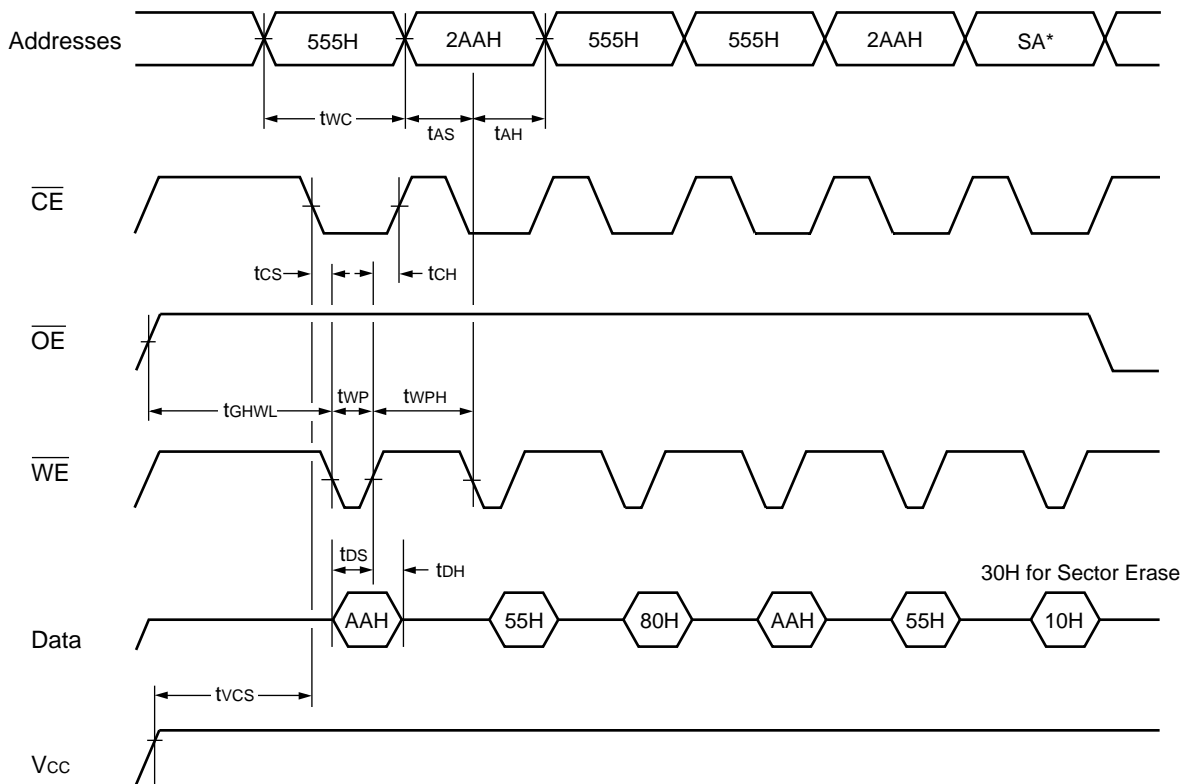 Addresses 555H 2AAH 555H 555H 2AAH SA*
tWC tAS tAH
CE
tCS tCH
OE
tGHWL tWP tWPH
WE
tDS tDH
30H for Sector Erase
Data AAH 55H 80H AAH 55H 10H
tVCS
VCC